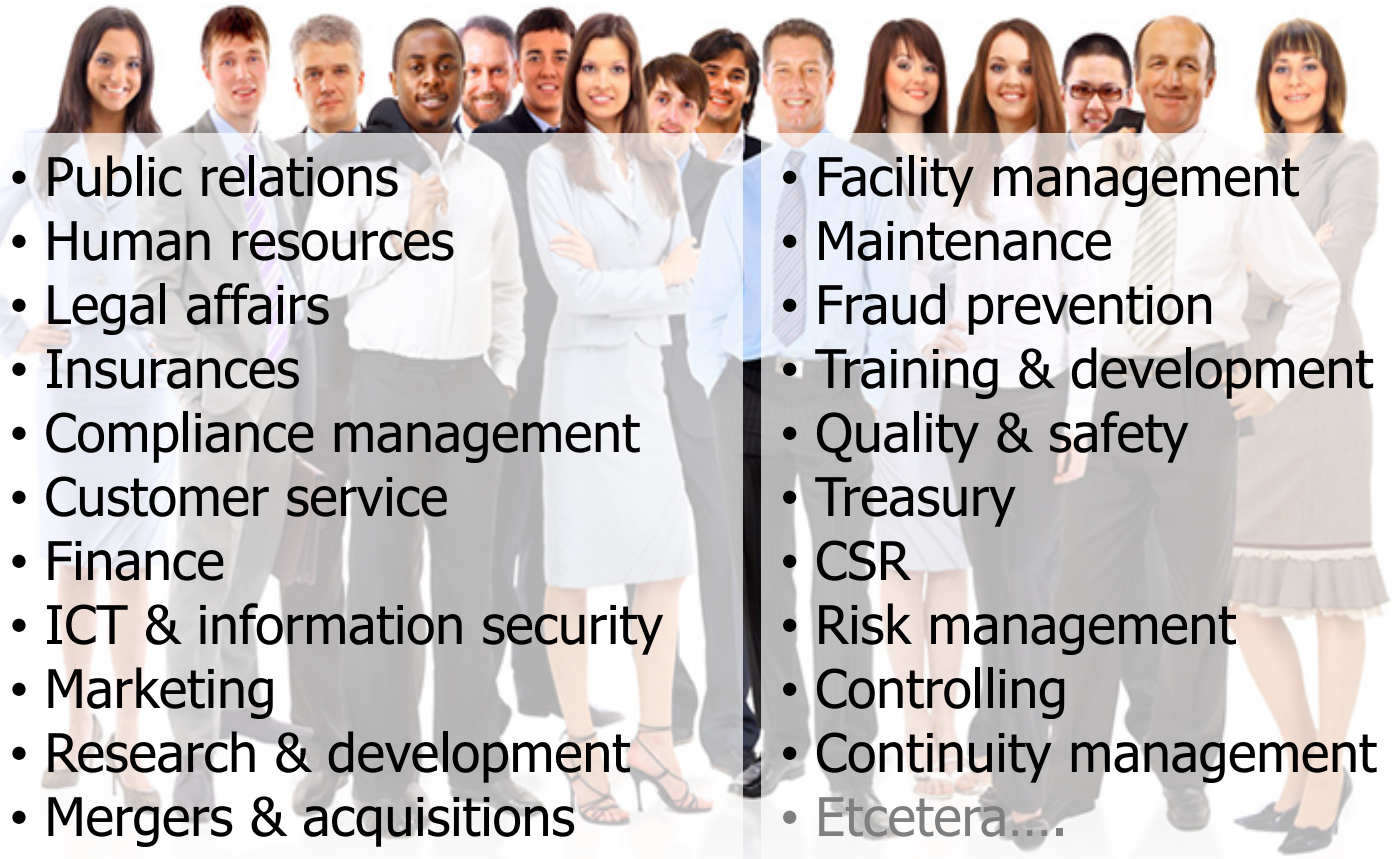 • Public relations
• Human resources
• Legal affairs
• Insurances
• Compliance management
• Customer service
• Finance
• ICT & information security
• Marketing
• Research & development
• Mergers & acquisitions
• Facility management
• Maintenance
• Fraud prevention
• Training & development
• Quality & safety
• Treasury
• CSR
• Risk management
• Controlling
• Continuity management
• Etcetera….